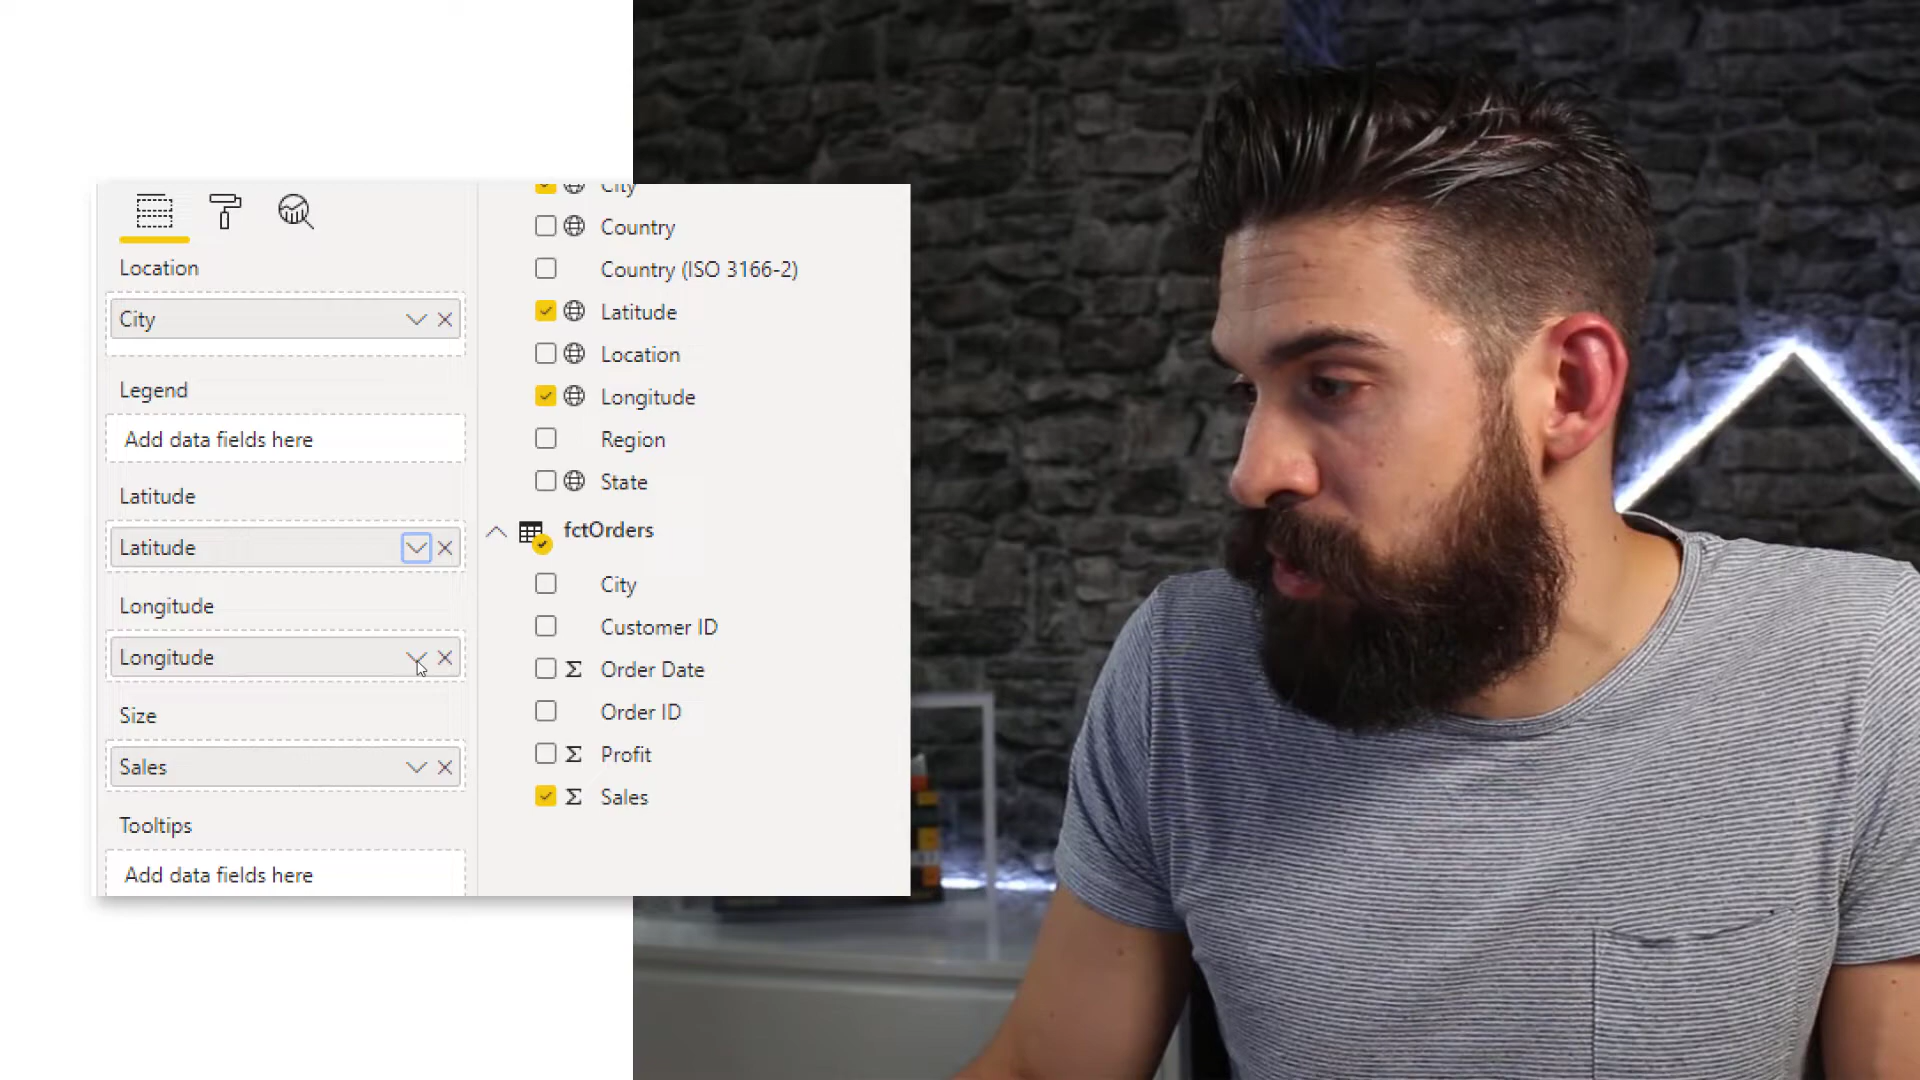 Location
City
Legend
Add data fields here
Latitude
Latitude
Longitude
Longitude
Size
Sales
Tooltips
Add data fields here
City
Country
Country (ISO 3166-2)
Latitude
Location
Longitude
Region
State
fctOrders
City
Customer ID
Order Date
Order ID
Profit
Sales